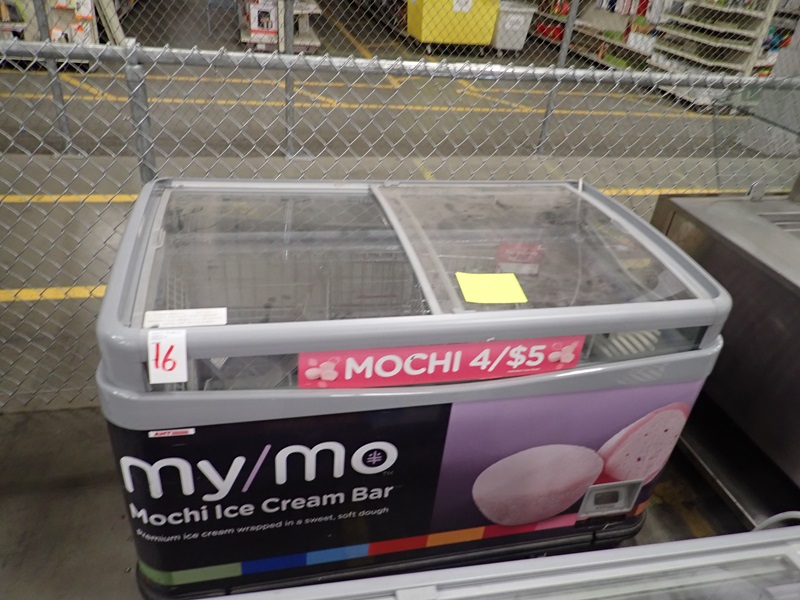 16
MOCHI 4/$5
my/mo
Mochi Ice Cream Bar
Premium ice cream wrapped in a sweet, soft dough